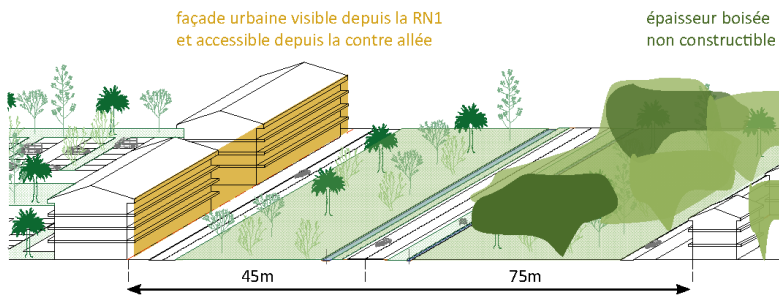 façade urbaine visible depuis la RN1
et accessible depuis la contre allée
épaisseur boisée
non constructible
45m
75m